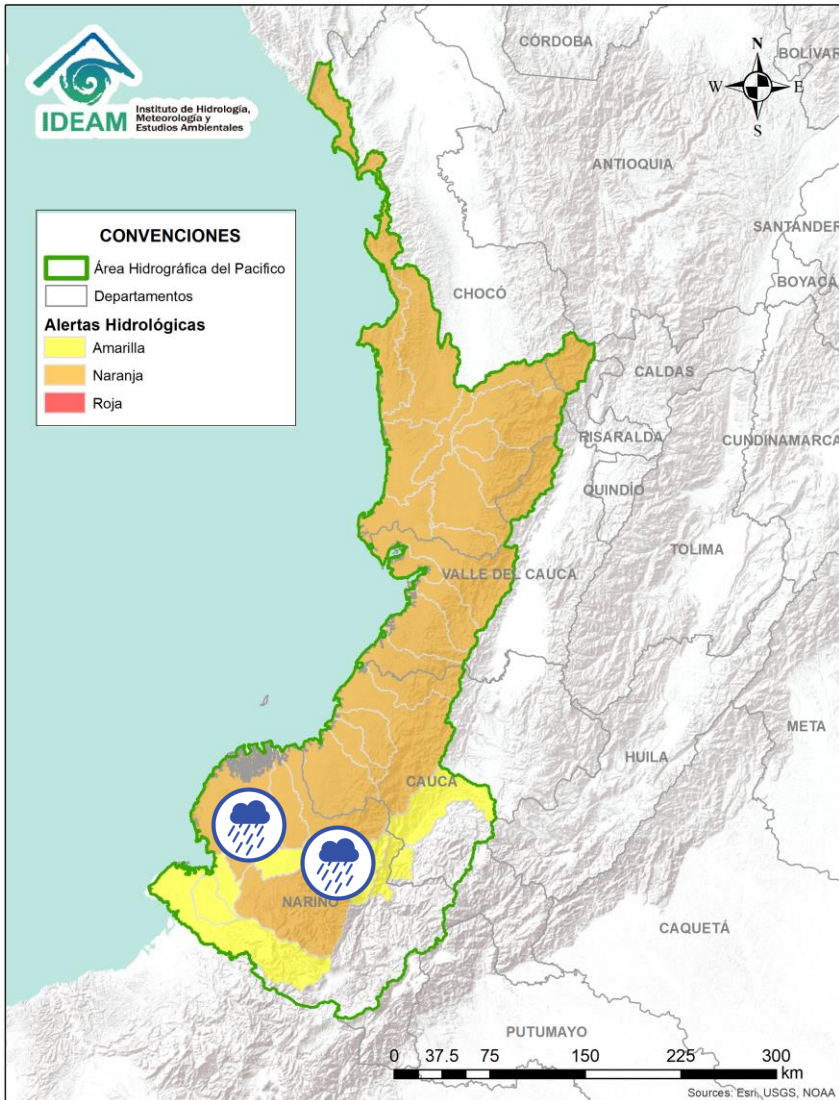 IDEAM
Instituto de Hidrología,
Meteorología y
Estudios Ambientales
CÓRDOBA
BOLÍVAR
N
W
E
S
ANTIOQUIA
SANTANDER
BOYACÁ
CONVENCIONES
Área Hidrográfica del Pacifico
Departamentos
Alertas Hidrológicas
Amarilla
Naranja
Roja
CHOCÓ
CALDAS
RISARALDA
CUNDINAMARCA
QUINDÍO
TOLIMA
VALLE DEL CAUCA
META
HUILA
CAUCA
NARIÑO
CAQUETÁ
PUTUMAYO
0 37.5 75 150 225 300
km
Sources: Esri, USGS, NOAA